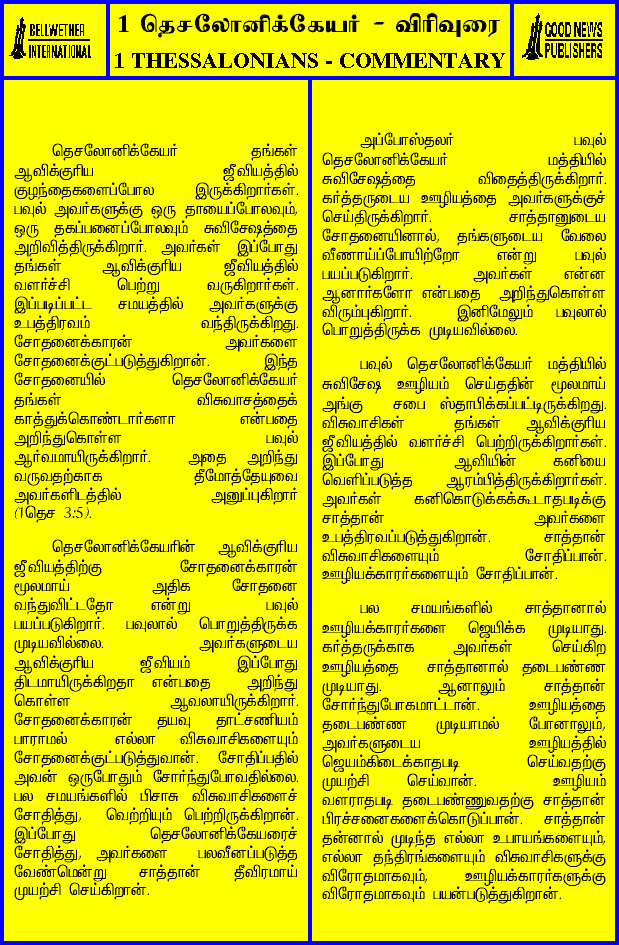 BELLWETHER
INTERNATIONAL
1 தெசலோனிக்கேயர் - விரிவுரை
1 THESSALONIANS - COMMENTARY
GOOD NEWS
PUBLISHERS
தெசலோனிக்கேயர் தங்கள்
ஆவிக்குரிய ஜீவியத்தில்
குழந்தைகளைப்போல இருக்கிறார்கள்.
பவுல் அவர்களுக்கு ஒரு தாயைப்போலவும்,
ஒரு தகப்பனைப்போலவும் சுவிசேஷத்தை
அறிவித்திருக்கிறார். அவர்கள் இப்போது
தங்கள் ஆவிக்குரிய ஜீவியத்தில்
வளர்ச்சி பெற்று வருகிறார்கள்.
இப்படிப்பட்ட சமயத்தில் அவர்களுக்கு
உபத்திரவம் வந்திருக்கிறது.
சோதனைக்காரன் அவர்களை
சோதனைக்குட்படுத்துகிறான். இந்த
சோதனையில் தெசலோனிக்கேயர்
தங்கள் விசுவாசத்தைக்
காத்துக்கொண்டார்களா என்பதை
அறிந்துகொள்ள பவுல்
ஆர்வமாயிருக்கிறார். அதை அறிந்து
வருவதற்காக தீமோத்தேயுவை
அவர்களிடத்தில் அனுப்புகிறார்
(1தெச 3:5).
தெசலோனிக்கேயரின் ஆவிக்குரிய
ஜீவியத்திற்கு சோதனைக்காரன்
மூலமாய் அதிக சோதனை
வந்துவிட்டதோ என்று பவுல்
பயப்படுகிறார். பவுலால் பொறுத்திருக்க
முடியவில்லை. அவர்களுடைய
ஆவிக்குரிய ஜீவியம் இப்போது
திடமாயிருக்கிறதா என்பதை அறிந்து
கொள்ள ஆவலாயிருக்கிறார்.
சோதனைக்காரன் தயவு தாட்சணியம்
பாராமல் எல்லா விசுவாசிகளையும்
சோதனைக்குட்படுத்துவான். சோதிப்பதில்
அவன் ஒருபோதும் சோர்ந்துபோவதில்லை.
பல சமயங்களில் பிசாசு விசுவாசிகளைச்
சோதித்து, வெற்றியும் பெற்றிருக்கிறான்.
இப்போது தெசலோனிக்கேயரைச்
சோதித்து, அவர்களை பலவீனப்படுத்த
வேண்டுமென்று சாத்தான் தீவிரமாய்
முயற்சி செய்கிறான்.
அப்போஸ்தலர் பவுல்
தெசலோனிக்கேயர் மத்தியில்
சுவிசேஷத்தை விதைத்திருக்கிறார்.
கர்த்தருடைய ஊழியத்தை அவர்களுக்குச்
செய்திருக்கிறார். சாத்தானுடைய
சோதனையினால், தங்களுடைய வேலை
வீணாய்ப்போயிற்றோ என்று பவுல்
பயப்படுகிறார். அவர்கள் என்ன
ஆனார்களோ என்பதை அறிந்துகொள்ள
விரும்புகிறார். இனிமேலும் பவுலால்
பொறுத்திருக்க முடியவில்லை.
பவுல் தெசலோனிக்கேயர் மத்தியில்
சுவிசேஷ ஊழியம் செய்ததின் மூலமாய்
அங்கு சபை ஸ்தாபிக்கப்பட்டிருக்கிறது.
விசுவாசிகள் தங்கள் ஆவிக்குரிய
ஜீவியத்தில் வளர்ச்சி பெற்றிருக்கிறார்கள்.
இப்போது ஆவியின் கனியை
வெளிப்படுத்த ஆரம்பித்திருக்கிறார்கள்.
அவர்கள் கனிகொடுக்கக்கூடாதபடிக்கு
சாத்தான் அவர்களை
உபத்திரவப்படுத்துகிறான். சாத்தான்
விசுவாசிகளையும் சோதிப்பான்.
ஊழியக்காரர்களையும் சோதிப்பான்.
பல சமயங்களில் சாத்தானால்
ஊழியக்காரர்களை ஜெயிக்க முடியாது.
கர்த்தருக்காக அவர்கள் செய்கிற
ஊழியத்தை சாத்தானால் தடைபண்ண
முடியாது. ஆனாலும் சாத்தான்
சோர்ந்துபோகமாட்டான். ஊழியத்தை
தடைபண்ண முடியாமல் போனாலும்,
அவர்களுடைய ஊழியத்தில்
ஜெயம்கிடைக்காதபடி செய்வதற்கு
முயற்சி செய்வான். ஊழியம்
வளராதபடி தடைபண்ணுவதற்கு சாத்தான்
பிரச்சனைகளைக்கொடுப்பான். சாத்தான்
தன்னால் முடிந்த எல்லா உபாயங்களையும்,
எல்லா தந்திரங்களையும் விசுவாசிகளுக்கு
விரோதமாகவும், ஊழியக்காரர்களுக்கு
விரோதமாகவும் பயன்படுத்துகிறான்.